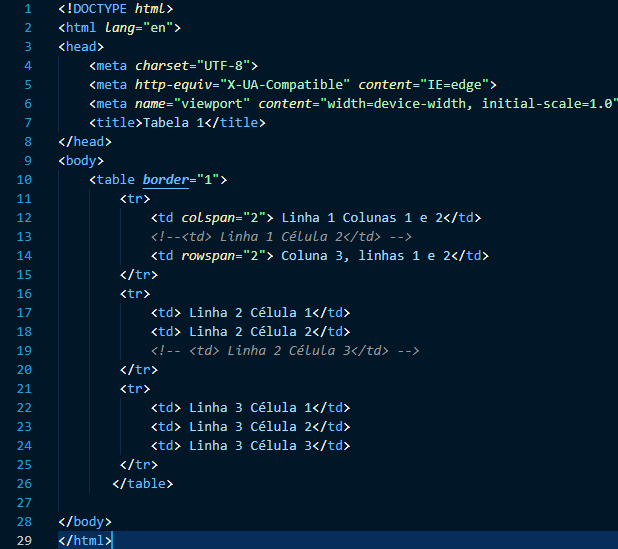 1 <!DOCTYPE html>
2 <html lang="en">
3 <head>
4 <meta charset="UTF-8">
5 <meta http-equiv="X-UA-Compatible" content="IE=edge">
6 <meta name="viewport" content="width=device-width, initial-scale=1.0"
7 <title>Tabela 1</title>
8 </head>
9 <body>
10 <table border="1">
11 <tr>
12 <td colspan="2"> Linha 1 Colunas 1 e 2</td>
13 <!--<td> Linha 1 Célula 2</td> -->
14 <td rowspan="2"> Coluna 3, linhas 1 e 2</td>
15 </tr>
16 <tr>
17 <td> Linha 2 Célula 1</td>
18 <td> Linha 2 Célula 2</td>
19 <!-- <td> Linha 2 Célula 3</td> -->
20 </tr>
21 <tr>
22 <td> Linha 3 Célula 1</td>
23 <td> Linha 3 Célula 2</td>
24 <td> Linha 3 Célula 3</td>
25 </tr>
26 </table>
27
28 </body>
29 </html>